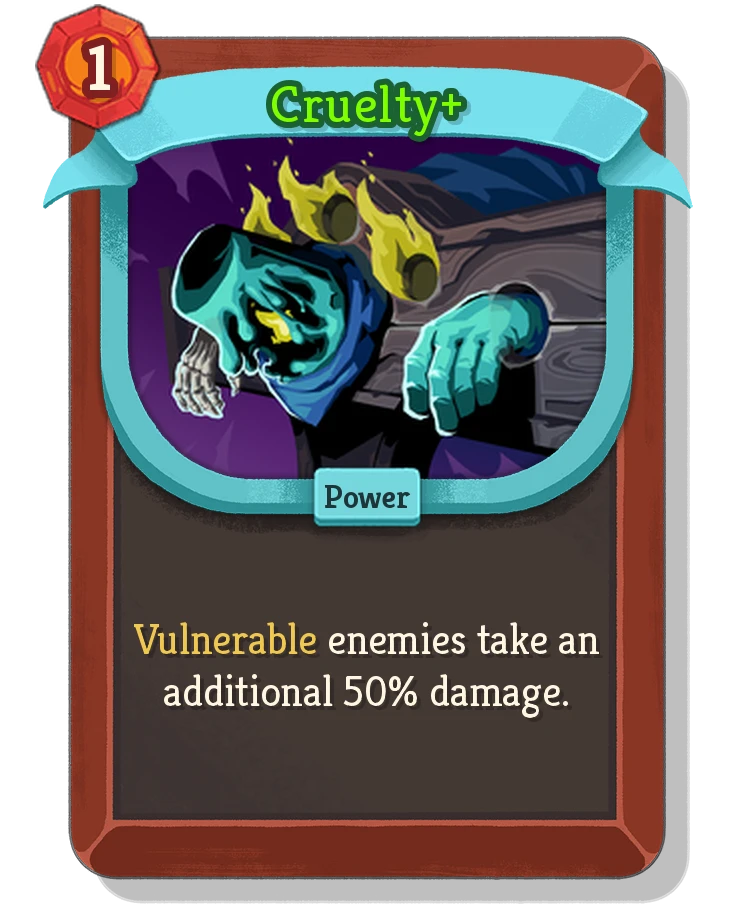 1
Cruelty+
Power
Vulnerable enemies take an
additional 50% damage.